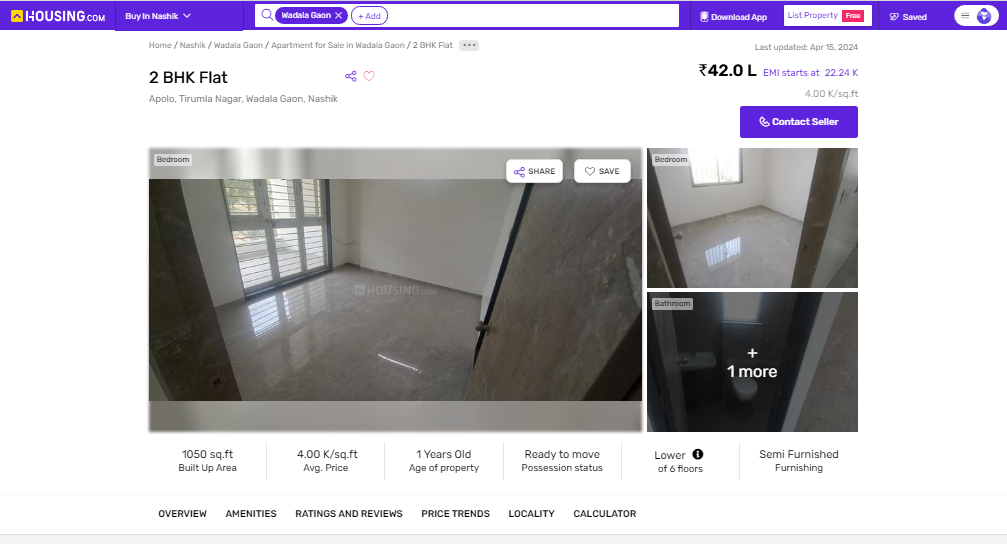 HOUSING.COM
Buy In Nashik
Wadala Gaon
+ Add
Download App
List Property Free
Saved
Home / Nashik / Wadala Gaon / Apartment for Sale in Wadala Gaon / 2 BHK Flat
Last updated: Apr 15, 2024
2 BHK Flat
₹42.0 L EMI starts at 22.24 K
Apolo, Tirumla Nagar, Wadala Gaon, Nashik
4.00 K/sq.ft
Contact Seller
Bedroom
SHARE
SAVE
HOUSING.COM
Bedroom
Bathroom
+
1 more
1050 sq.ft
Built Up Area
4.00 K/sq.ft
Avg. Price
1 Years Old
Age of property
Ready to move
Possession status
Lower
of 6 floors
Semi Furnished
Furnishing
OVERVIEW AMENITIES RATINGS AND REVIEWS PRICE TRENDS LOCALITY CALCULATOR